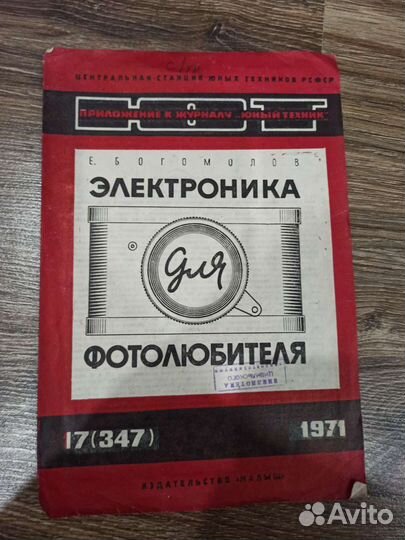 ЦЕНТРАЛЬНАЯ СТАНЦИЯ ЮНЫХ ТЕХНИКОВ РСФСР
ЮТ
ПРИЛОЖЕНИЕ К ЖУРНАЛУ „ЮНЫЙ ТЕХНИК"
Е. БОГОМОЛОВ
ЭЛЕКТРОНИКА
для
ФОТОЛЮБИТЕЛЯ
БИБЛИОТЕКА
17(347)
1971
ИЗДАТЕЛЬСТВО «МАЛЫШ»
Avito